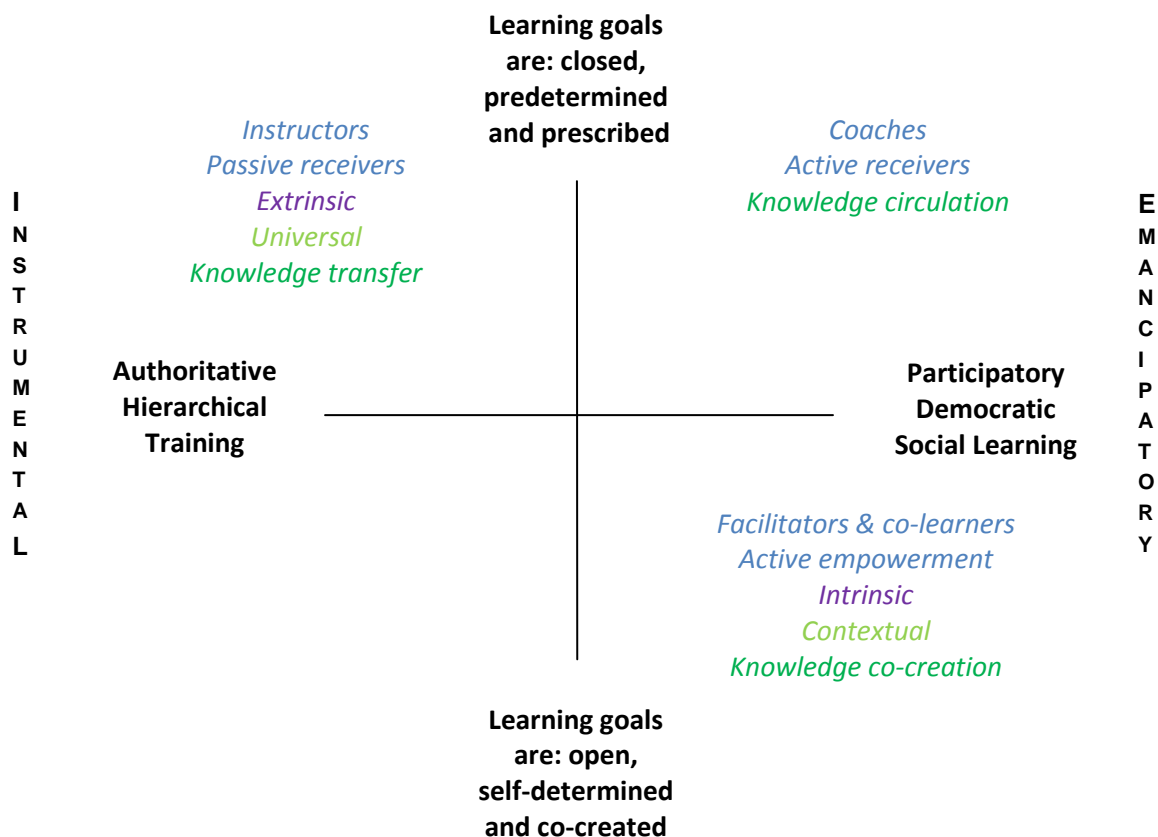 Learning goals
are: closed,
predetermined
and prescribed
Instructors
Passive receivers
Extrinsic
Universal
Knowledge transfer
Coaches
Active receivers
Knowledge circulation
INSTRUMENTAL
EMANCIPATORY
Authoritative
Hierarchical
Training
Participatory
Democratic
Social Learning
Facilitators & co-learners
Active empowerment
Intrinsic
Contextual
Knowledge co-creation
Learning goals
are: open,
self-determined
and co-created